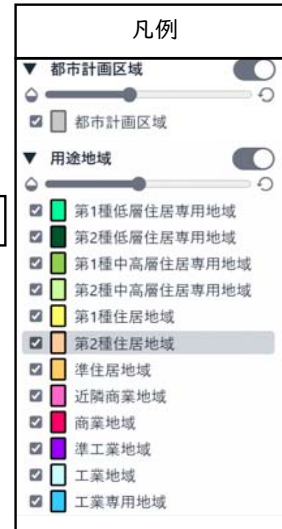 凡例
都市計画区域
都市計画区域
用途地域
第1種低層住居専用地域
第2種低層住居専用地域
第1種中高層住居専用地域
第2種中高層住居専用地域
第1種住居地域
第2種住居地域
準住居地域
近隣商業地域
商業地域
準工業地域
工業地域
工業専用地域